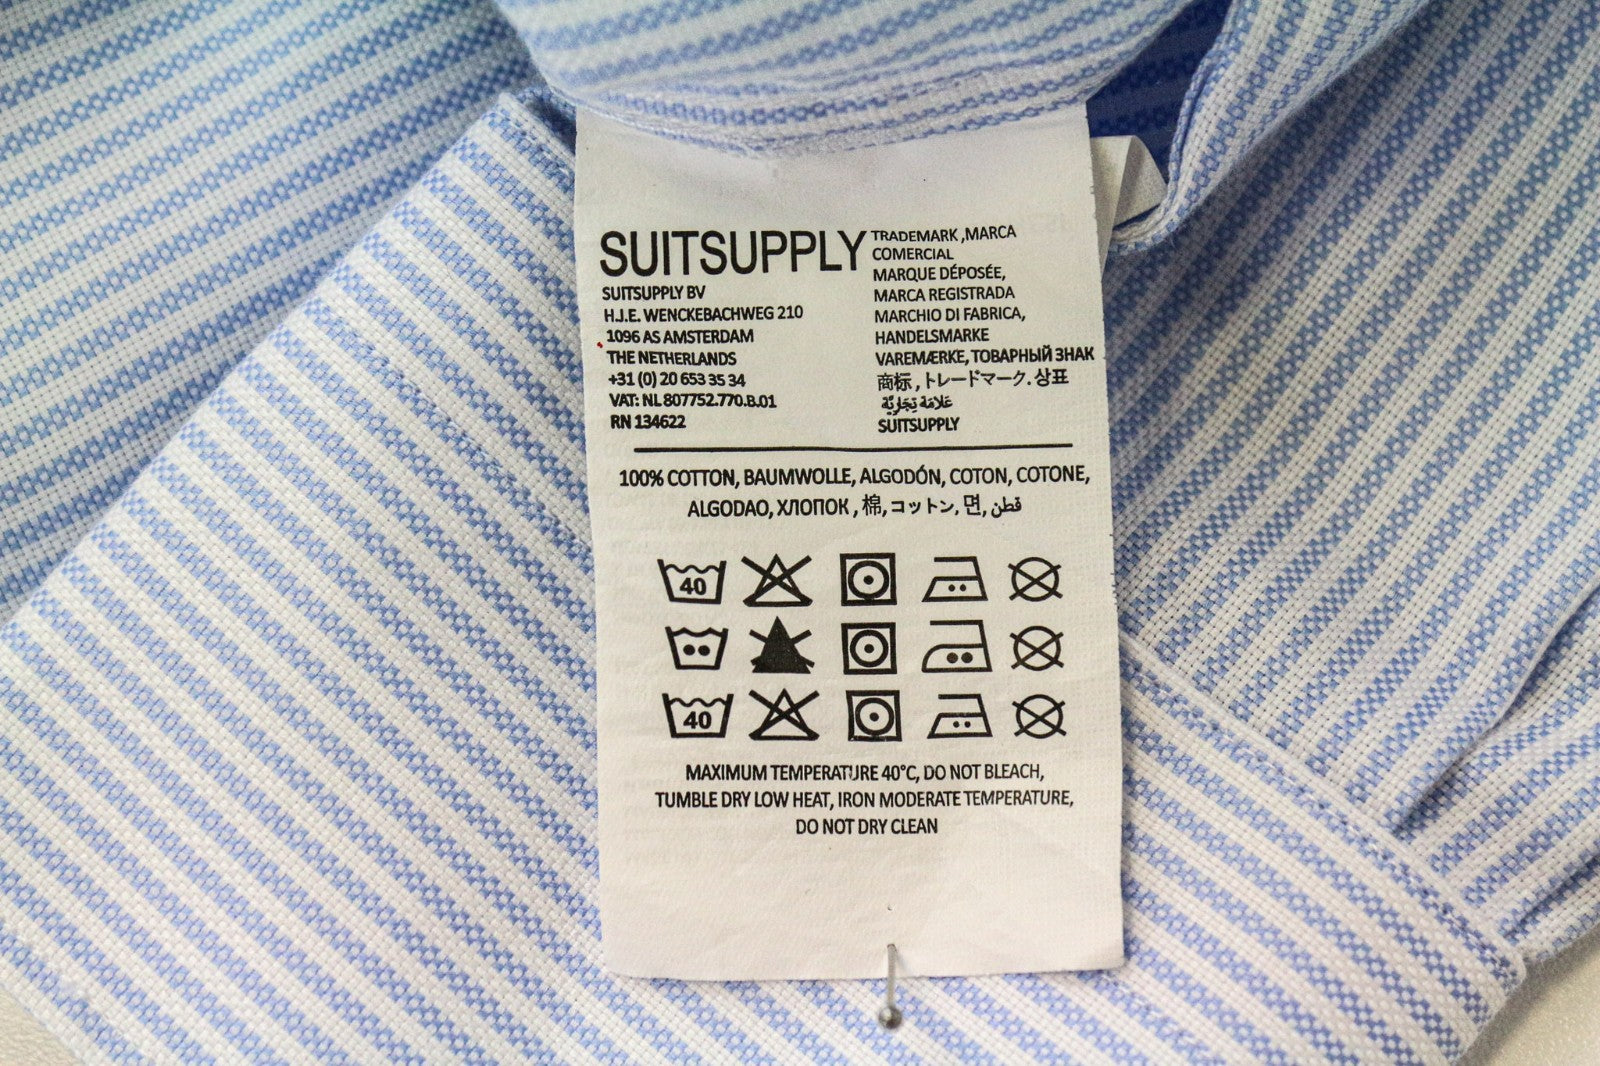 SUITSUPPLY
SUITSUPPLY BV
H.J.E. WENCKEBACHWEG 210
1096 AS AMSTERDAM
THE NETHERLANDS
+31 (0) 20 653 35 34
VAT: NL 807752.770.B.01
RN 134622
TRADEMARK ,MARCA
COMERCIAL
MARQUE DÉPOSÉE,
MARCA REGISTRADA
MARCHIO DI FABRICA,
HANDELSMARKE
VAREMÆRKE, ТОВАРНЫЙ ЗНАК
商标 , トレードマーク. 상표
عَلامَة تِجَارِيَّة
SUITSUPPLY
100% COTTON, BAUMWOLLE, ALGODÓN, COTON, COTONE,
ALGODAO, ХЛОПОК , 棉, コットン, 면, قطن
40
40
MAXIMUM TEMPERATURE 40°C, DO NOT BLEACH,
TUMBLE DRY LOW HEAT, IRON MODERATE TEMPERATURE,
DO NOT DRY CLEAN